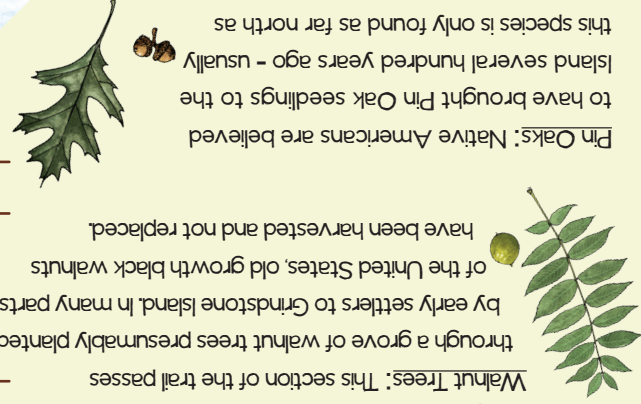 Walnut Trees: This section of the trail passes
through a grove of walnut trees presumably planted
by early settlers to Grindstone Island. In many parts
of the United States, old growth black walnuts
have been harvested and not replaced.
Pin Oaks: Native Americans are believed
to have brought Pin Oak seedlings to the
Island several hundred years ago – usually
this species is only found as far north as